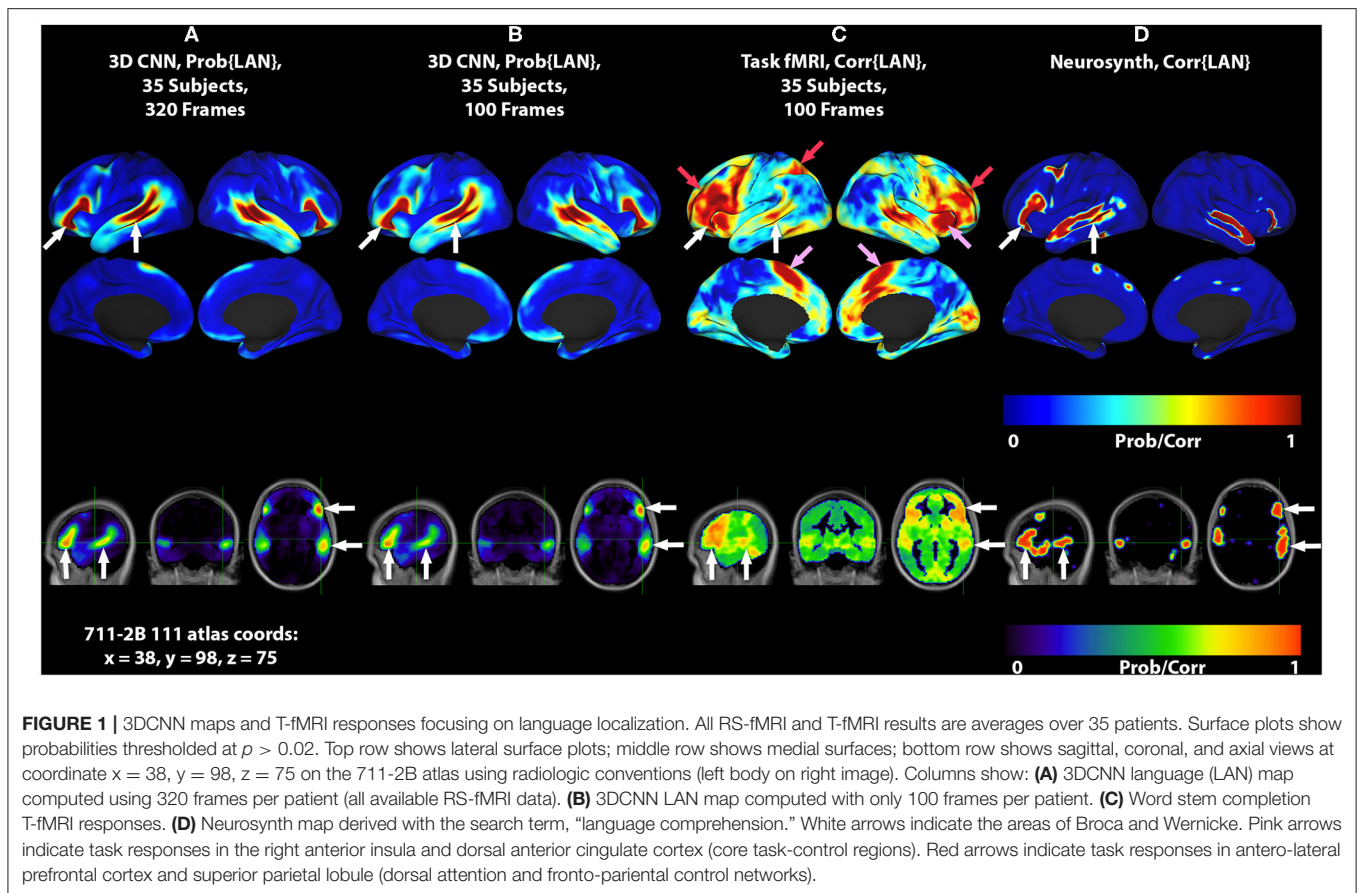 A
B
C
D
3D CNN, Prob{LAN},
35 Subjects,
320 Frames
3D CNN, Prob{LAN},
35 Subjects,
100 Frames
Task fMRI, Corr{LAN},
35 Subjects,
100 Frames
Neurosynth, Corr{LAN}
0 Prob/Corr 1
711-2B 111 atlas coords:
x = 38, y = 98, z = 75
0 Prob/Corr 1
FIGURE 1 | 3DCNN maps and T-fMRI responses focusing on language localization. All RS-fMRI and T-fMRI results are averages over 35 patients. Surface plots show
probabilities thresholded at p > 0.02. Top row shows lateral surface plots; middle row shows medial surfaces; bottom row shows sagittal, coronal, and axial views at
coordinate x = 38, y = 98, z = 75 on the 711-2B atlas using radiologic conventions (left body on right image). Columns show: (A) 3DCNN language (LAN) map
computed using 320 frames per patient (all available RS-fMRI data). (B) 3DCNN LAN map computed with only 100 frames per patient. (C) Word stem completion
T-fMRI responses. (D) Neurosynth map derived with the search term, “language comprehension.” White arrows indicate the areas of Broca and Wernicke. Pink arrows
indicate task responses in the right anterior insula and dorsal anterior cingulate cortex (core task-control regions). Red arrows indicate task responses in antero-lateral
prefrontal cortex and superior parietal lobule (dorsal attention and fronto-pariental control networks).